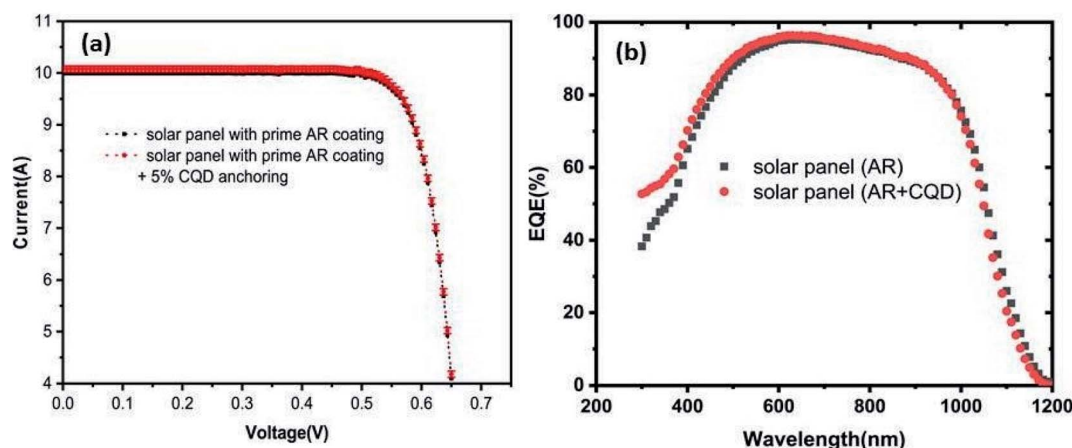 (a)
11
10
9
8
7
6
5
4
Current(A)
solar panel with prime AR coating
solar panel with prime AR coating
+ 5% CQD anchoring
0.0 0.1 0.2 0.3 0.4 0.5 0.6 0.7
Voltage(V)
(b)
100
80
60
40
20
0
EQE(%)
solar panel (AR)
solar panel (AR+CQD)
200 400 600 800 1000 1200
Wavelength(nm)